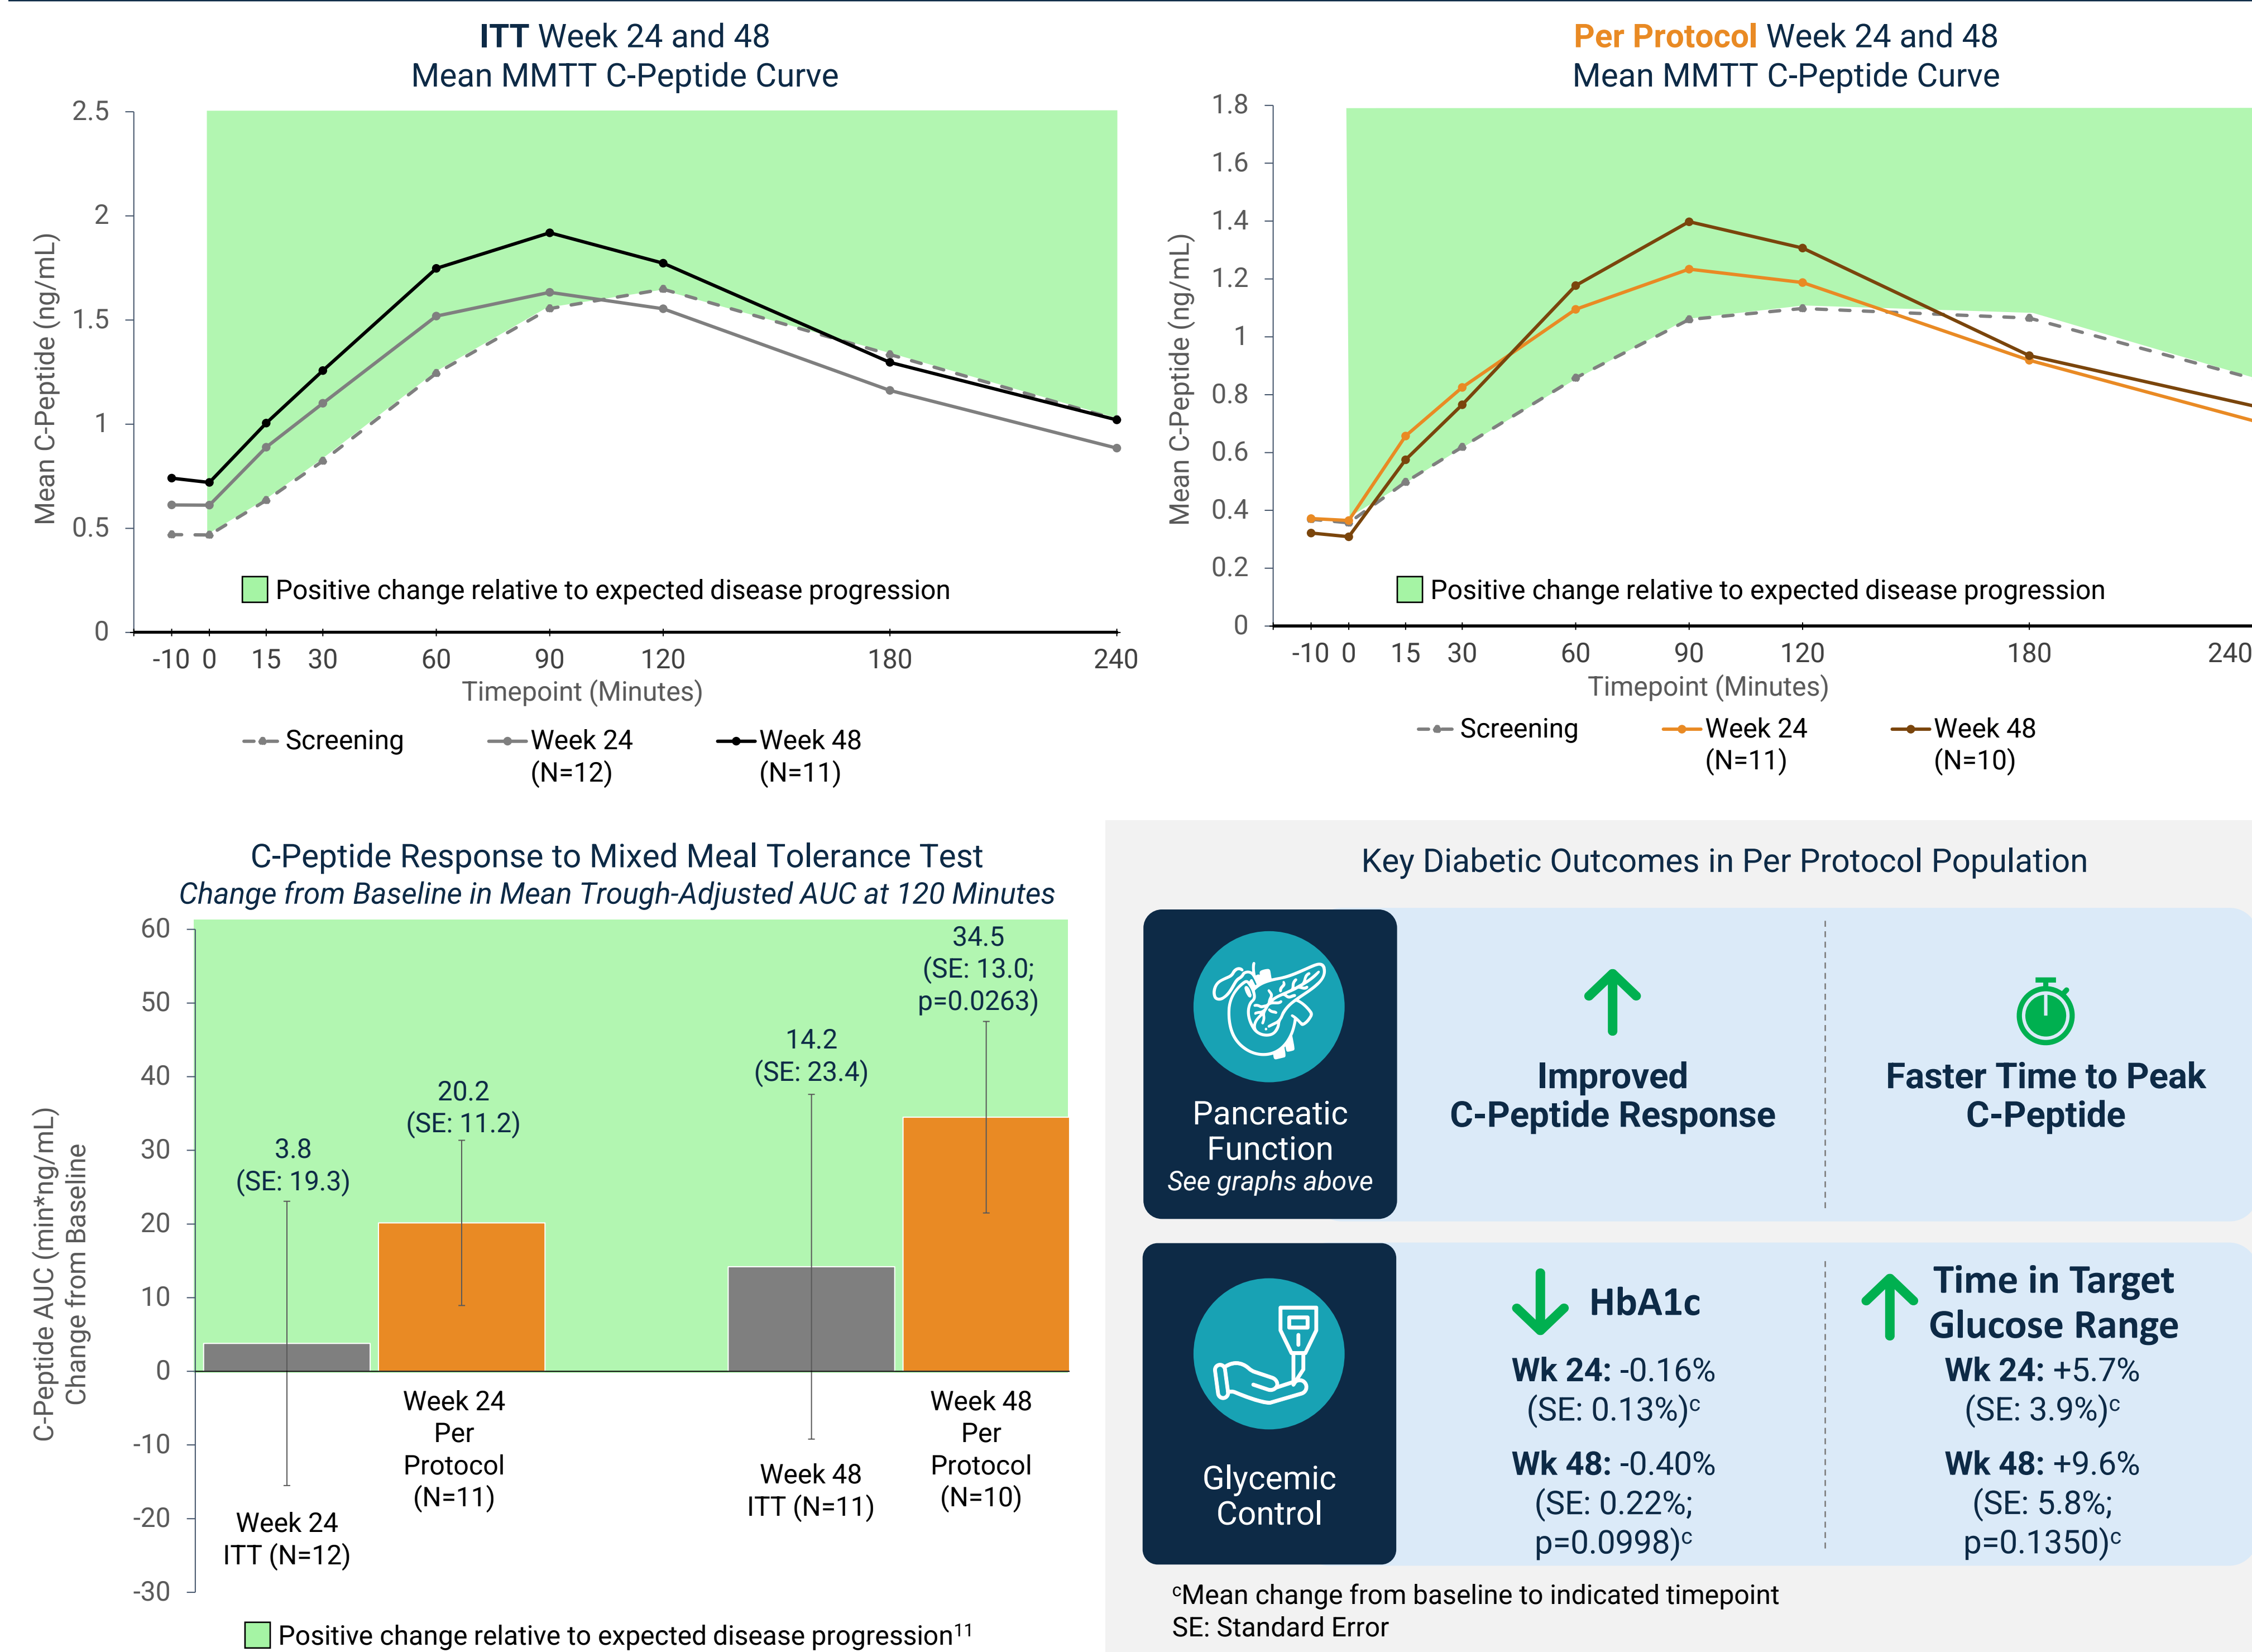 ITT Week 24 and 48
Mean MMTT C-Peptide Curve
Mean C-Peptide (ng/mL)
2.5
2
1.5
1
0.5
0
Positive change relative to expected disease progression
-10 0 15 30 60 90 120 180 240
Timepoint (Minutes)
Screening
Week 24
(N=12)
Week 48
(N=11)
Per Protocol Week 24 and 48
Mean MMTT C-Peptide Curve
Mean C-Peptide (ng/mL)
1.8
1.6
1.4
1.2
1
0.8
0.6
0.4
0.2
0
Positive change relative to expected disease progression
-10 0 15 30 60 90 120 180 240
Timepoint (Minutes)
Screening
Week 24
(N=11)
Week 48
(N=10)
C-Peptide Response to Mixed Meal Tolerance Test
Change from Baseline in Mean Trough-Adjusted AUC at 120 Minutes
C-Peptide AUC (min*ng/mL)
Change from Baseline
60
50
40
30
20
10
0
-10
-20
-30
3.8
(SE: 19.3)
20.2
(SE: 11.2)
14.2
(SE: 23.4)
34.5
(SE: 13.0;
p=0.0263)
Week 24
ITT (N=12)
Week 24
Per
Protocol
(N=11)
Week 48
ITT (N=11)
Week 48
Per
Protocol
(N=10)
Positive change relative to expected disease progression¹¹
Key Diabetic Outcomes in Per Protocol Population
Pancreatic
Function
See graphs above
Improved
C-Peptide Response
Faster Time to Peak
C-Peptide
Glycemic
Control
HbA1c
Wk 24: -0.16%
(SE: 0.13%)ᶜ
Wk 48: -0.40%
(SE: 0.22%;
p=0.0998)ᶜ
Time in Target
Glucose Range
Wk 24: +5.7%
(SE: 3.9%)ᶜ
Wk 48: +9.6%
(SE: 5.8%;
p=0.1350)ᶜ
ᶜMean change from baseline to indicated timepoint
SE: Standard Error